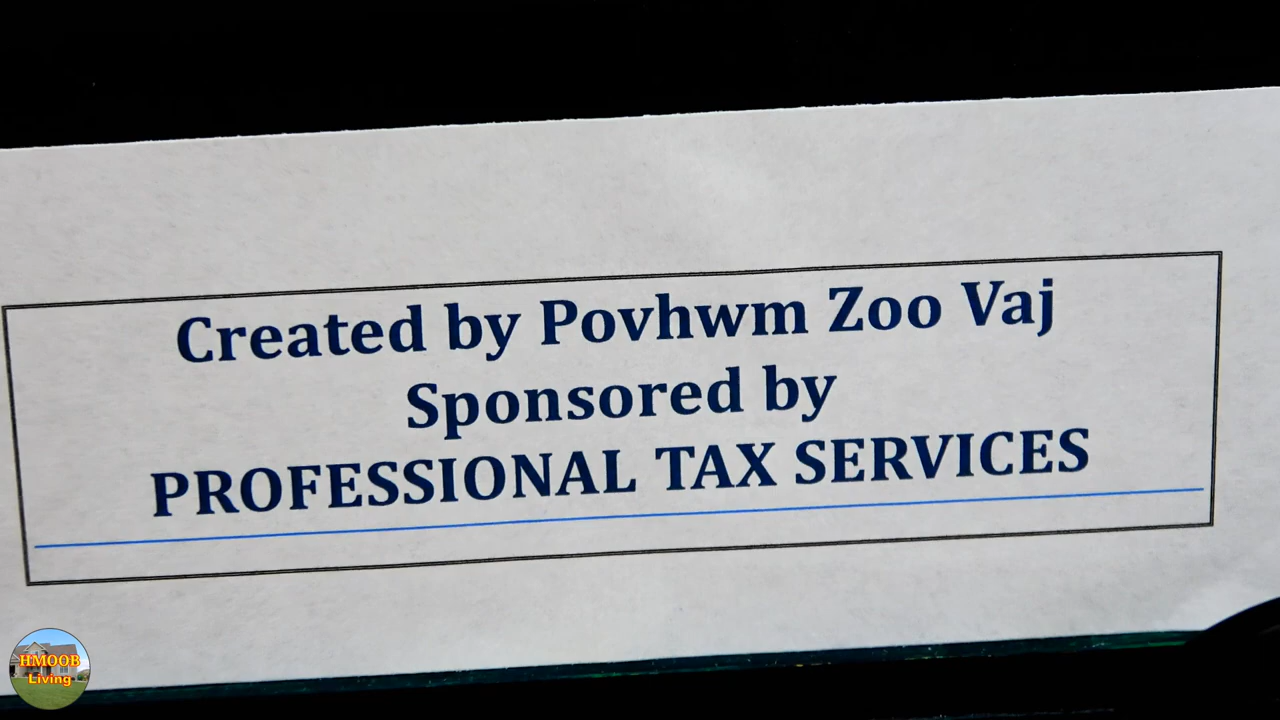 Created by Povhwm Zoo Vaj
Sponsored by
PROFESSIONAL TAX SERVICES
HMOOB
Living